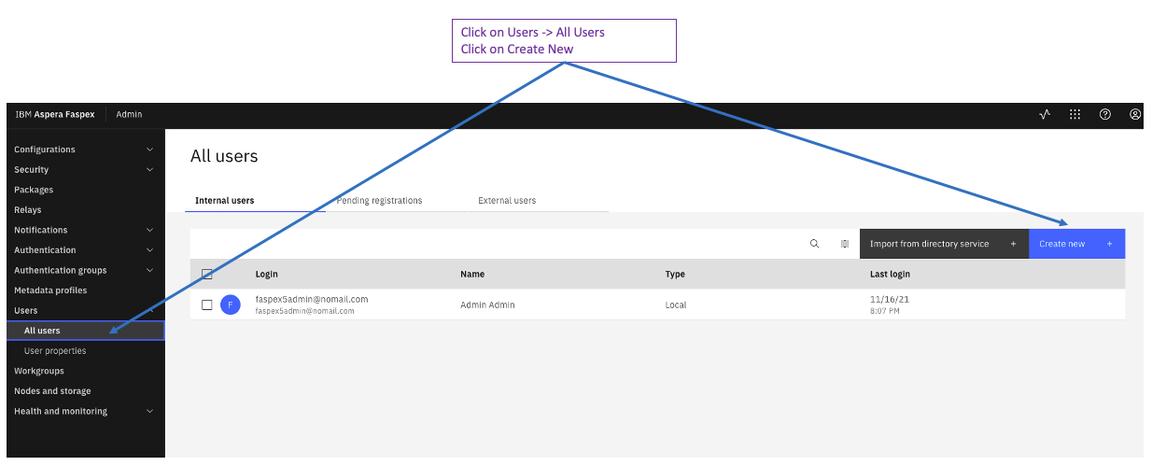 Click on Users -> All Users
Click on Create New
IBM Aspera Faspex Admin
Configurations
Security
Packages
Relays
Notifications
Authentication
Authentication groups
Metadata profiles
Users
All users
User properties
Workgroups
Nodes and storage
Health and monitoring
All users
Internal users Pending registrations External users
Import from directory service + Create new +
Login Name Type Last login
F faspex5admin@nomail.com Admin Admin Local 11/16/21
faspex5admin@nomail.com 8:07 PM